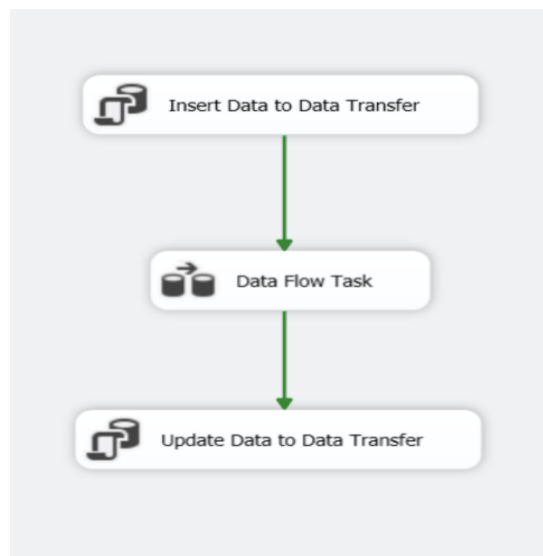 Insert Data to Data Transfer
Data Flow Task
Update Data to Data Transfer